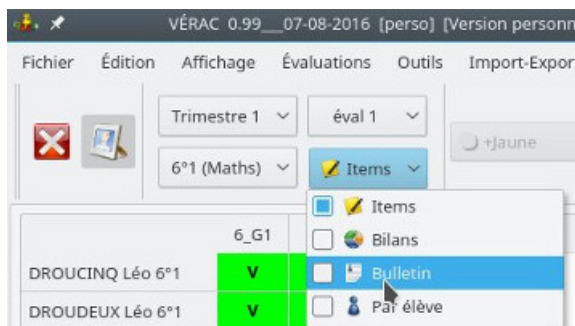 VÉRAC 0.99__07-08-2016 [perso] [Version personn
Fichier Édition Affichage Évaluations Outils Import-Expor
Trimestre 1 éval 1
+Jaune
6°1 (Maths) Items
Items
6_G1
Bilans
DROUCINQ Léo 6°1 V
Bulletin
DROUDEUX Léo 6°1 V
Par élève